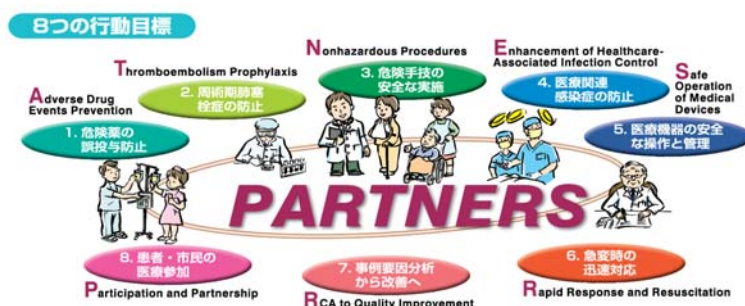 8つの行動目標
Nonhazardous Procedures
3. 危険手技の
安全な実施
Enhancement of Healthcare-
Associated Infection Control
4. 医療関連
感染症の防止
Thromboembolism Prophylaxis
2. 周術期肺塞
栓症の防止
Safe
Operation
of Medical
Devices
5. 医療機器の安全
な操作と管理
Adverse Drug
Events Prevention
1. 危険薬の
誤投与防止
PARTNERS
8. 患者・市民の
医療参加
Participation and Partnership
7. 事例要因分析
から改善へ
RCA to Quality Improvement
6. 急変時の
迅速対応
Rapid Response and Resuscitation